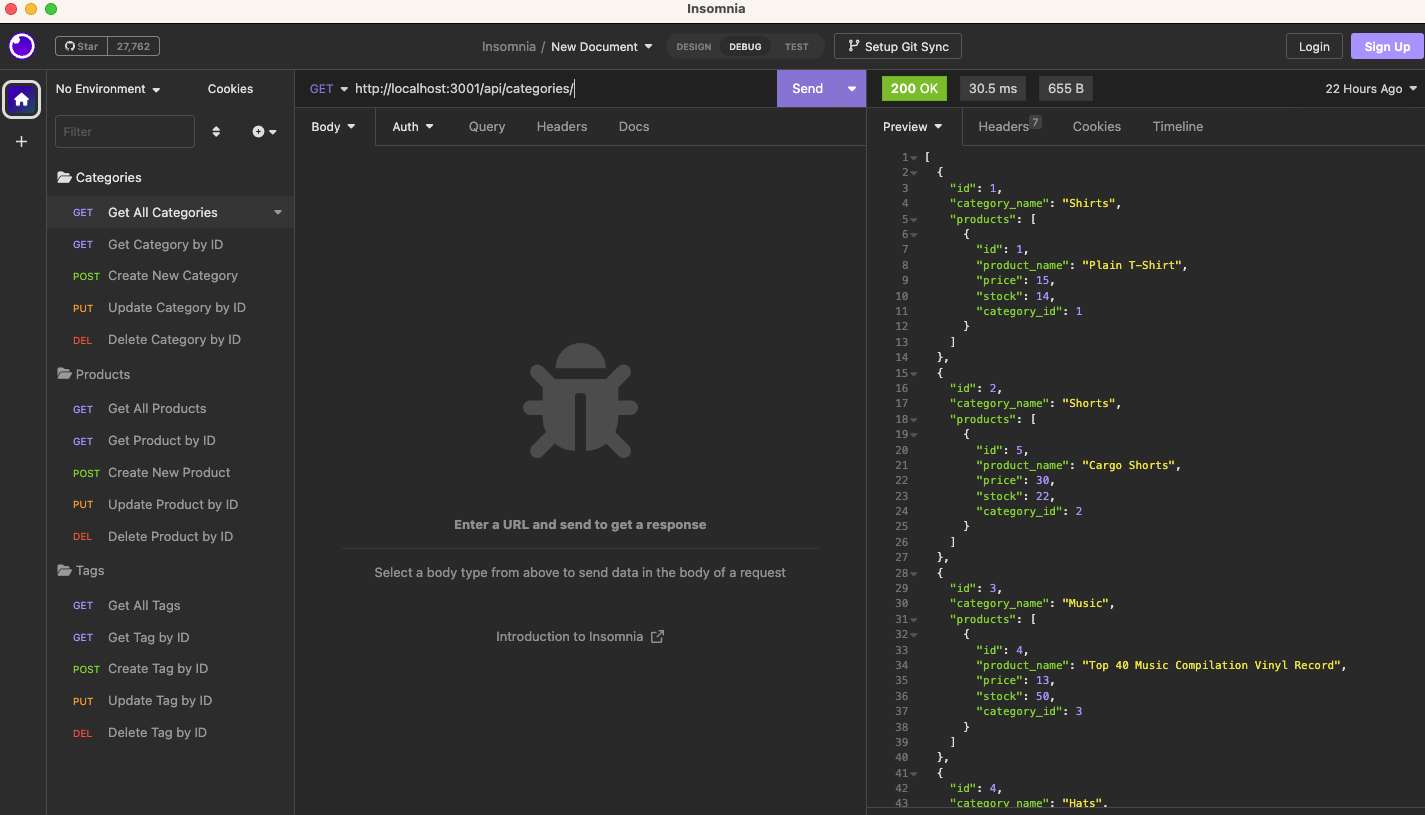 Insomnia
Star 27,762
Insomnia / New Document
DESIGN DEBUG TEST
Setup Git Sync
Login
Sign Up
No Environment
Cookies
Filter
Categories
GET Get All Categories
GET Get Category by ID
POST Create New Category
PUT Update Category by ID
DEL Delete Category by ID
Products
GET Get All Products
GET Get Product by ID
POST Create New Product
PUT Update Product by ID
DEL Delete Product by ID
Tags
GET Get All Tags
GET Get Tag by ID
POST Create Tag by ID
PUT Update Tag by ID
DEL Delete Tag by ID
GET http://localhost:3001/api/categories/
Send
Body Auth Query Headers Docs
Enter a URL and send to get a response
Select a body type from above to send data in the body of a request
Introduction to Insomnia
200 OK 30.5 ms 655 B 22 Hours Ago
Preview Headers 7 Cookies Timeline
1 [
2 {
3 "id": 1,
4 "category_name": "Shirts",
5 "products": [
6 {
7 "id": 1,
8 "product_name": "Plain T-Shirt",
9 "price": 15,
10 "stock": 14,
11 "category_id": 1
12 }
13 ]
14 },
15 {
16 "id": 2,
17 "category_name": "Shorts",
18 "products": [
19 {
20 "id": 5,
21 "product_name": "Cargo Shorts",
22 "price": 30,
23 "stock": 22,
24 "category_id": 2
25 }
26 ]
27 },
28 {
29 "id": 3,
30 "category_name": "Music",
31 "products": [
32 {
33 "id": 4,
34 "product_name": "Top 40 Music Compilation Vinyl Record",
35 "price": 13,
36 "stock": 50,
37 "category_id": 3
38 }
39 ]
40 },
41 {
42 "id": 4,
43 "category_name": "Hats",